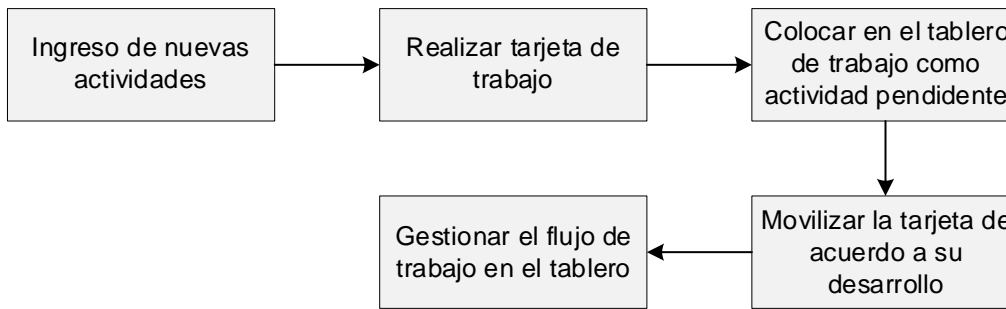 Ingreso de nuevas
actividades
Realizar tarjeta de
trabajo
Colocar en el tablero
de trabajo como
actividad pendidente
Movilizar la tarjeta de
acuerdo a su
desarrollo
Gestionar el flujo de
trabajo en el tablero